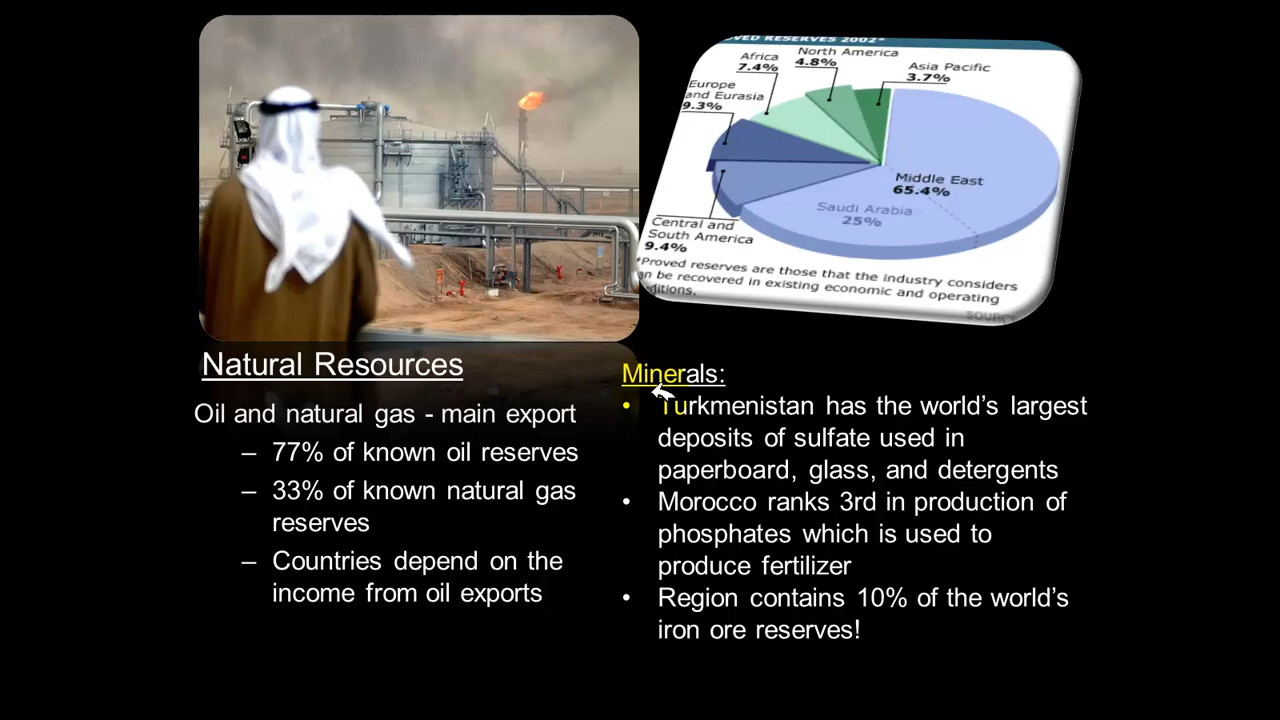 VED RESERVES 2002*
North America
4.8%
Africa
7.4%
Asia Pacific
3.7%
Europe
and Eurasia
9.3%
Middle East
65.4%
Saudi Arabia
25%
Central and
South America
9.4%
*Proved reserves are those that the industry considers
n be recovered in existing economic and operating
ditions.
SOURC
Natural Resources
Oil and natural gas - main export
– 77% of known oil reserves
– 33% of known natural gas
reserves
– Countries depend on the
income from oil exports
Minerals:
• Turkmenistan has the world’s largest
deposits of sulfate used in
paperboard, glass, and detergents
• Morocco ranks 3rd in production of
phosphates which is used to
produce fertilizer
• Region contains 10% of the world’s
iron ore reserves!